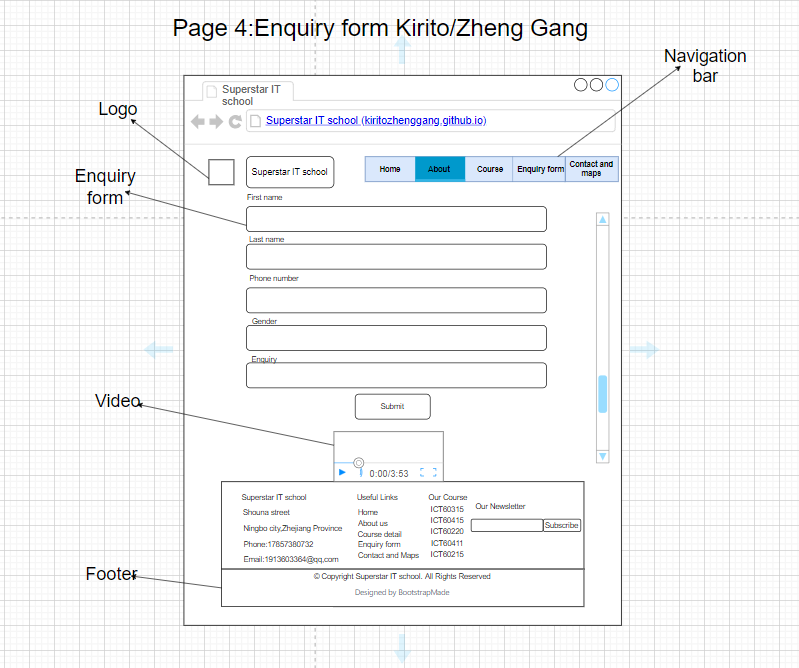 Page 4:Enquiry form Kirito/Zheng Gang
Navigation
bar
Superstar IT
school
Superstar IT school (kiritozhenggang.github.io)
Logo
Superstar IT school
Home
About
Course
Enquiry form
Contact and
maps
Enquiry
form
First name
Last name
Phone number
Gender
Enquiry
Submit
Video
0:00/3:53
Superstar IT school
Shouna street
Ningbo city,Zhejiang Province
Phone:17857380732
Email:1913603364@qq,com
Useful Links
Home
About us
Course detail
Enquiry form
Contact and Maps
Our Course
ICT60315
ICT60415
ICT60220
ICT60411
ICT60215
Our Newsletter
Subscribe
Footer
© Copyright Superstar IT school. All Rights Reserved
Designed by BootstrapMade